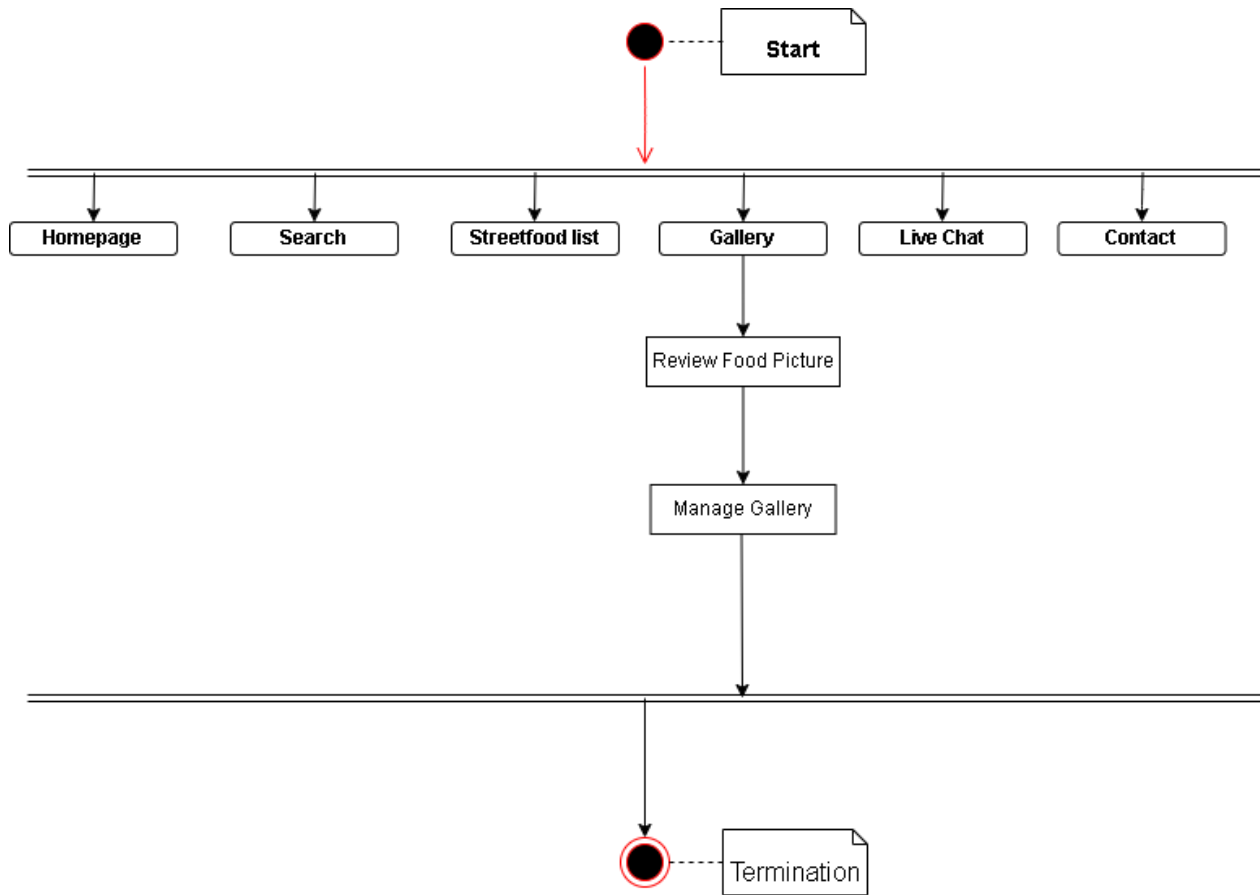 Start
Homepage
Search
Streetfood list
Gallery
Live Chat
Contact
Review Food Picture
Manage Gallery
Termination